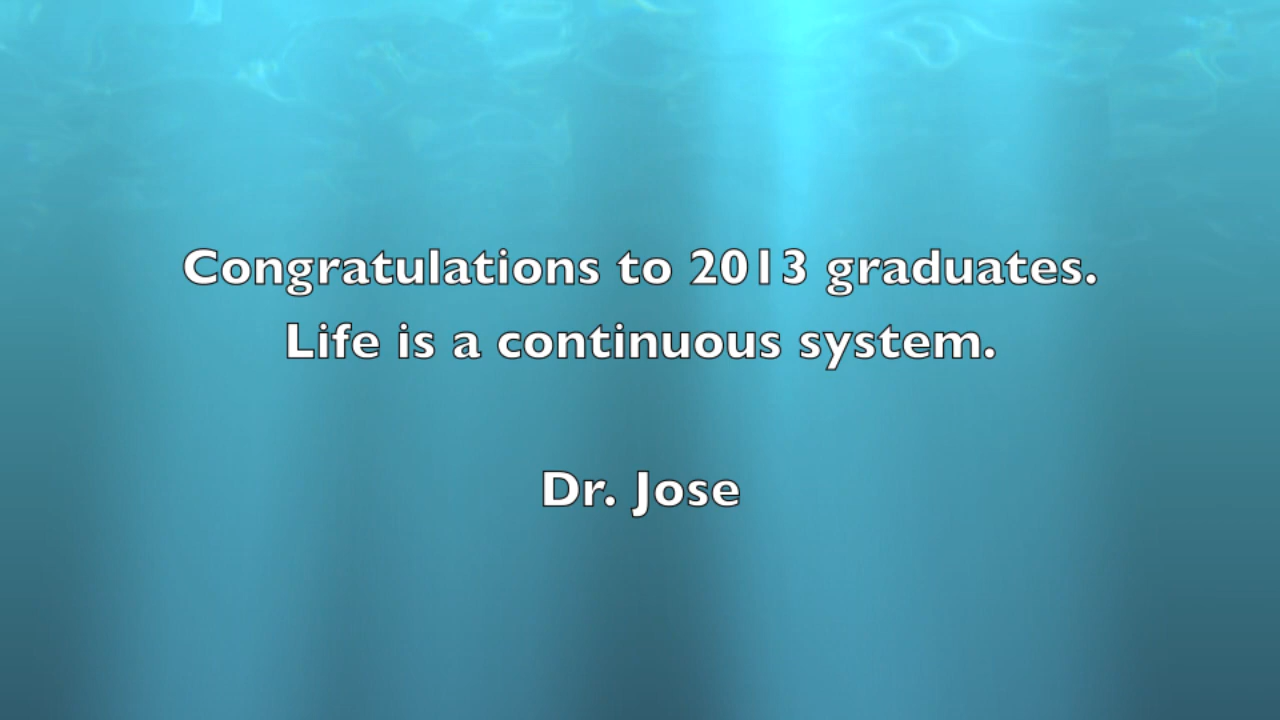 Congratulations to 2013 graduates.
Life is a continuous system.
Dr. Jose